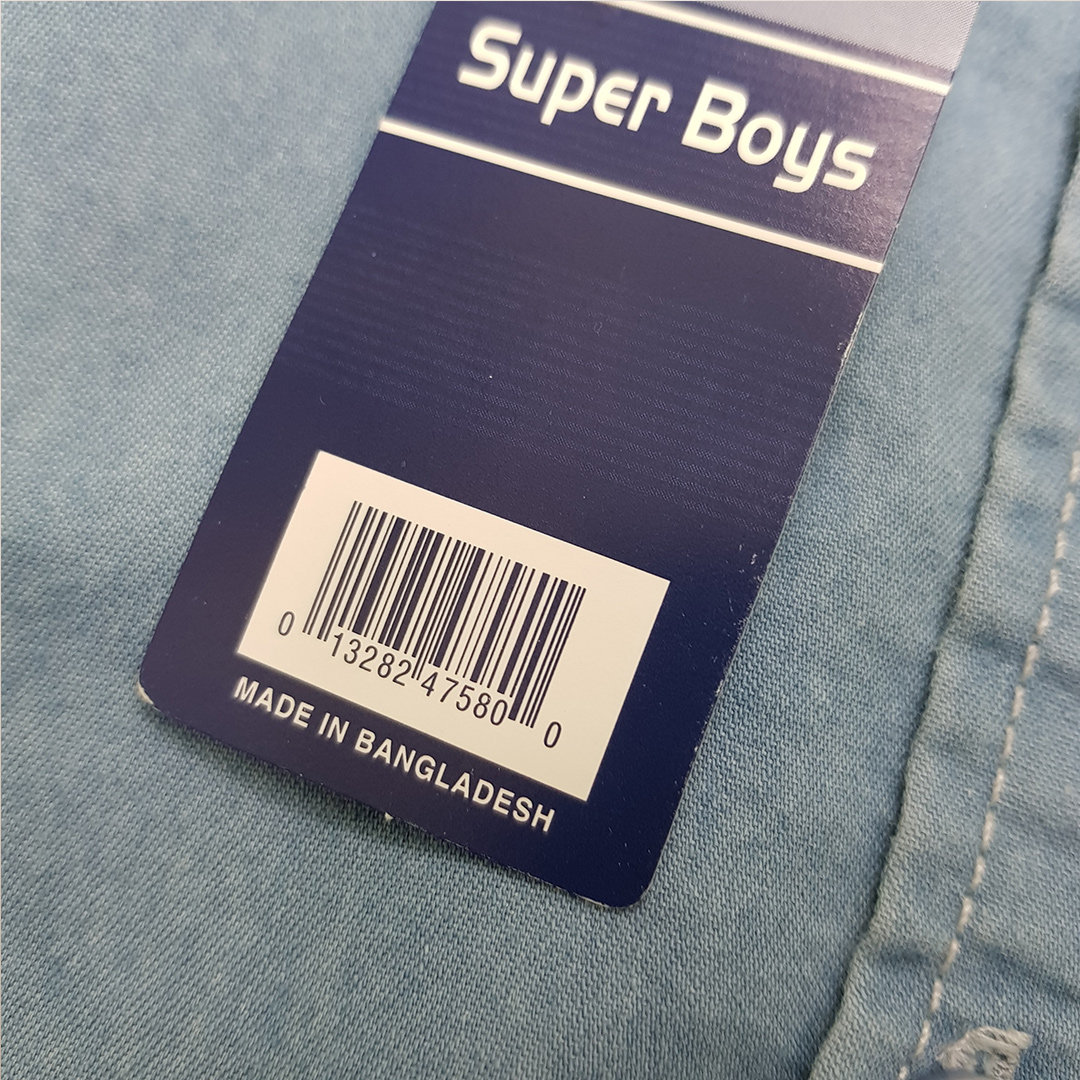 Super Boys
0 13282 47580 0
MADE IN BANGLADESH